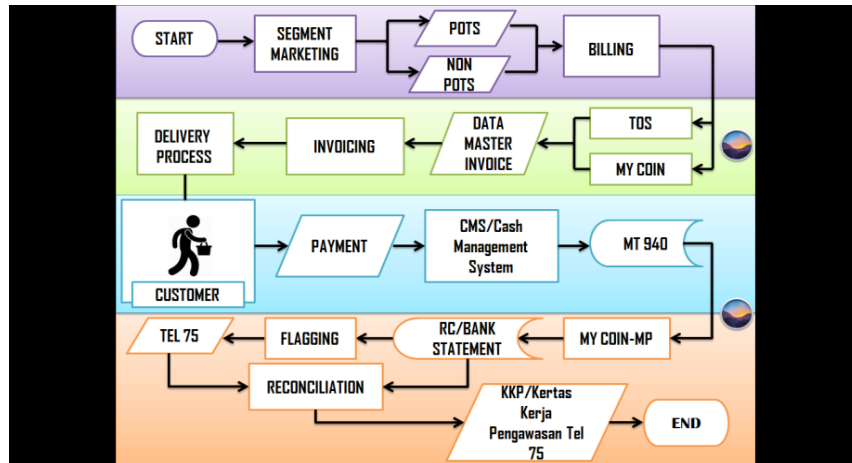 START
SEGMENT
MARKETING
POTS
NON
POTS
BILLING
TOS
MY COIN
DATA
MASTER
INVOICE
INVOICING
DELIVERY
PROCESS
CUSTOMER
PAYMENT
CMS/Cash
Management
System
MT 940
MY COIN-MP
RC/BANK
STATEMENT
FLAGGING
TEL 75
RECONCILIATION
KKP/Kertas
Kerja
Pengawasan Tel
75
END